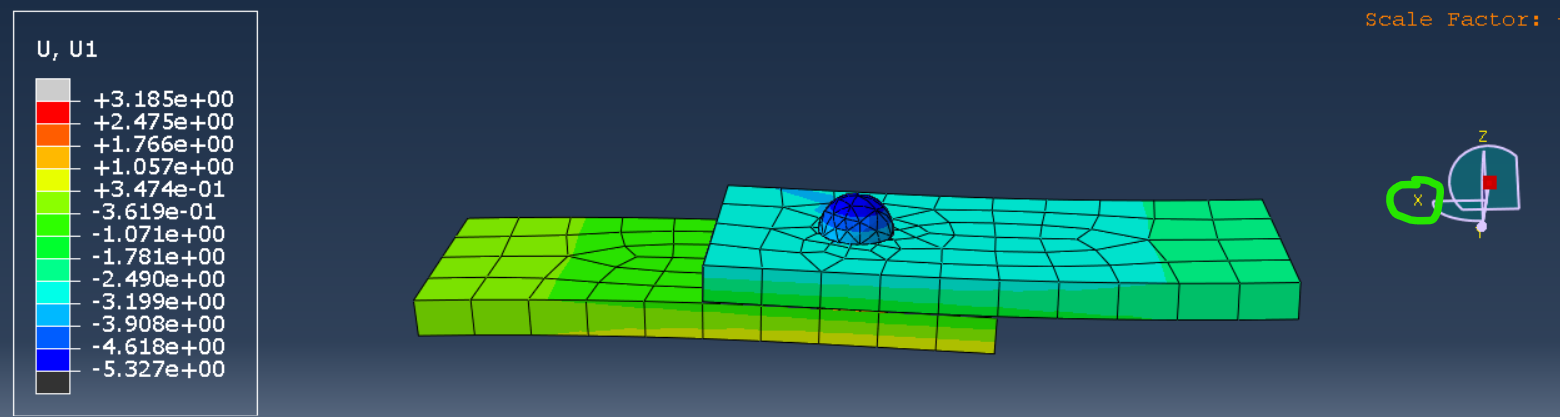 Scale Factor:
U, U1
+3.185e+00
+2.475e+00
+1.766e+00
+1.057e+00
+3.474e-01
-3.619e-01
-1.071e+00
-1.781e+00
-2.490e+00
-3.199e+00
-3.908e+00
-4.618e+00
-5.327e+00
Z
X
Y